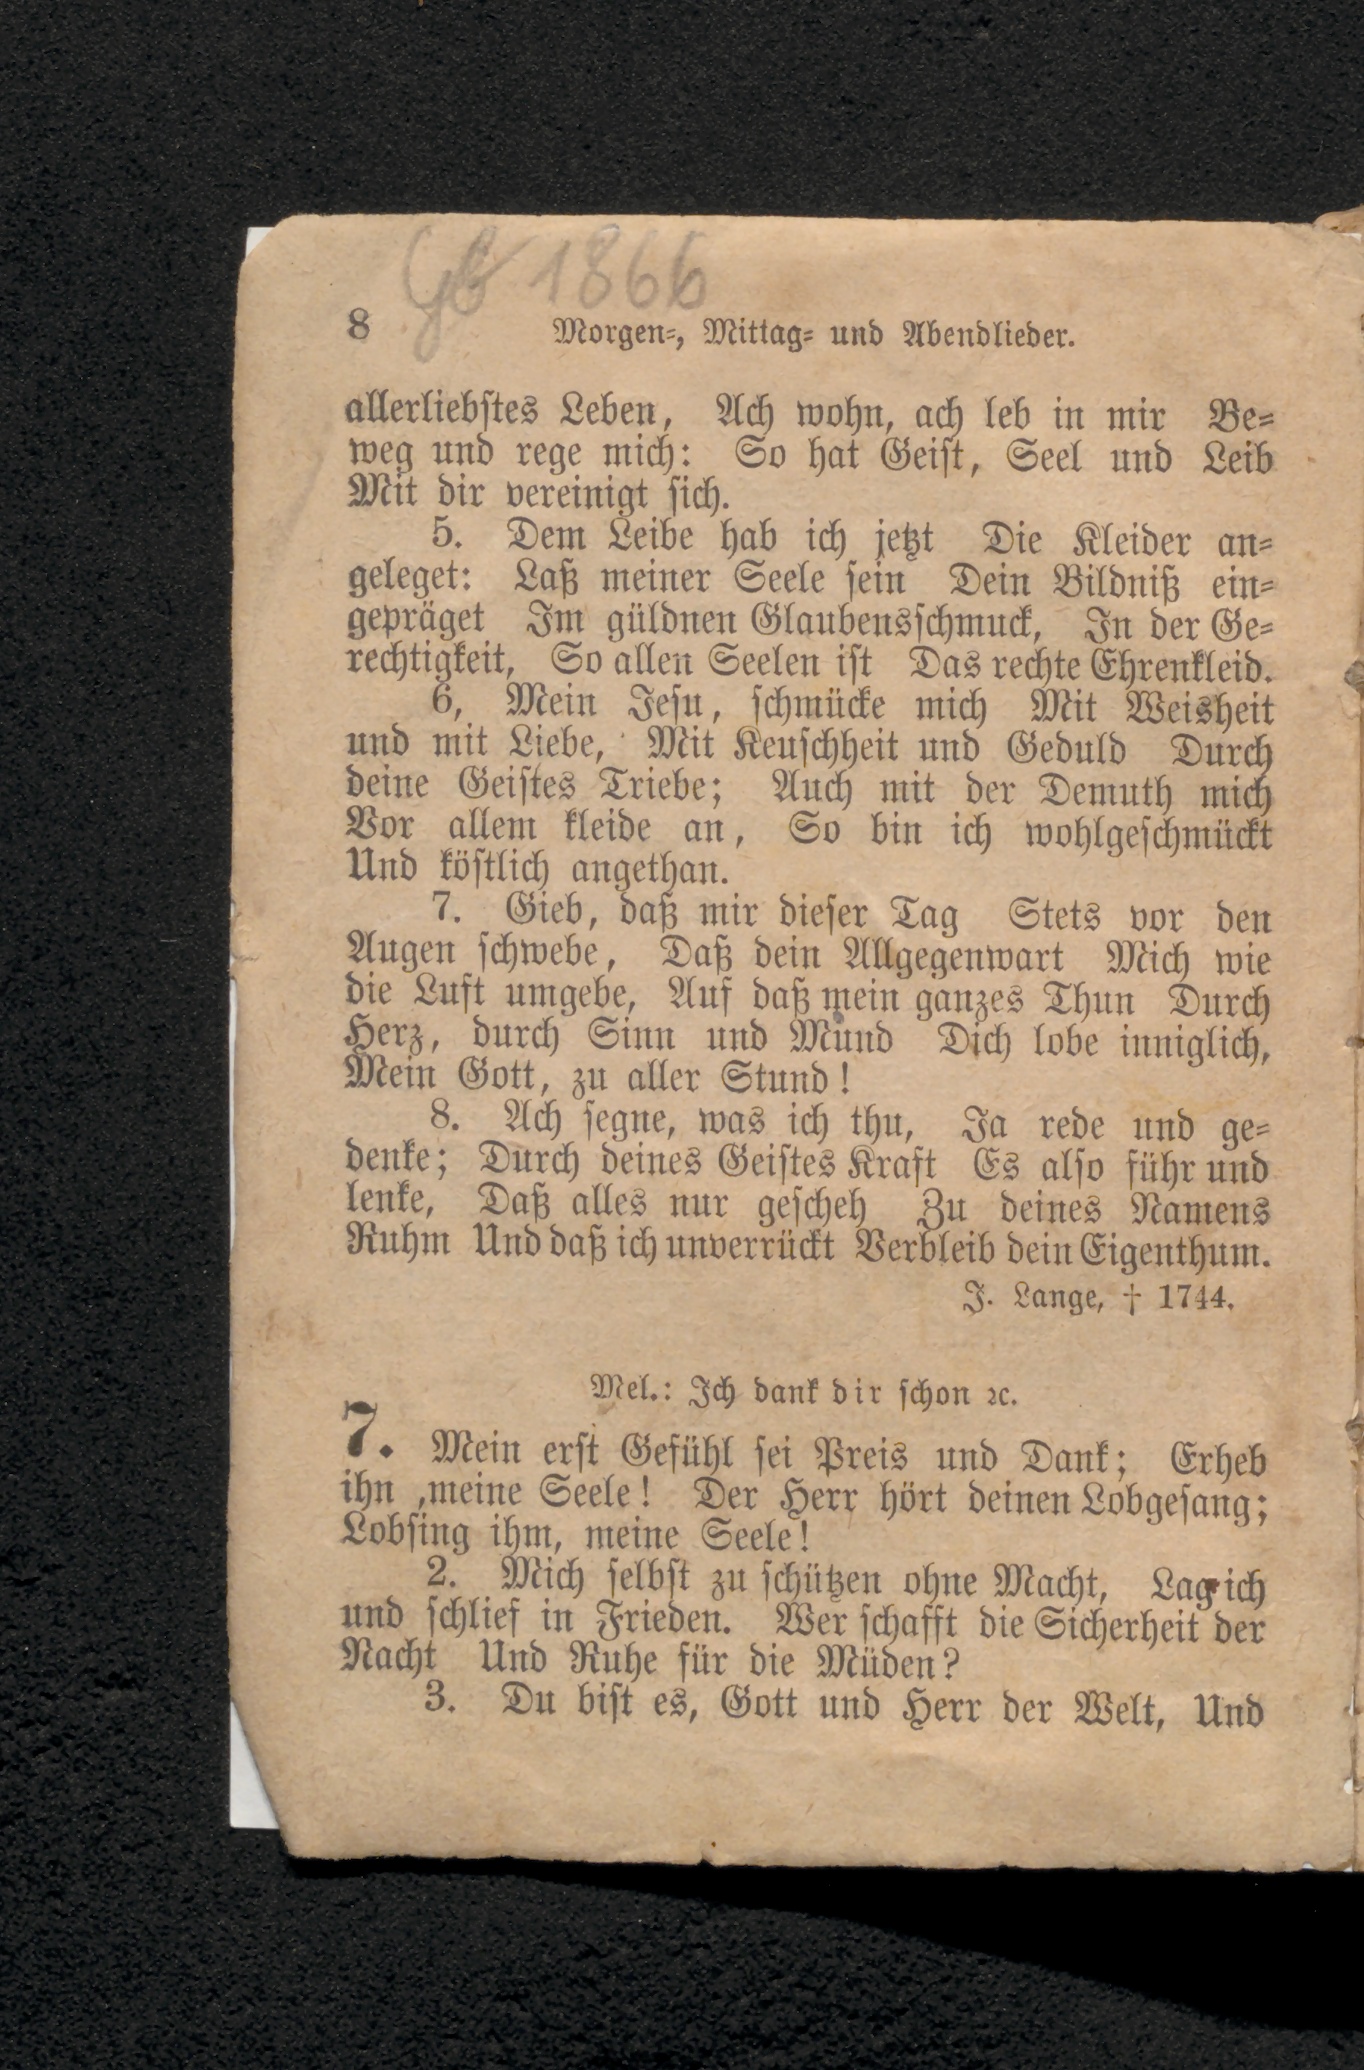 Gb 1866
8 Morgen-, Mittag- und Abendlieder.
allerliebstes Leben, Ach wohn, ach leb in mir Be-
weg und rege mich: So hat Geist, Seel und Leib
Mit dir vereinigt sich.
5. Dem Leibe hab ich jetzt Die Kleider an-
geleget: Laß meiner Seele sein Dein Bildniß ein-
gepräget Im güldnen Glaubensschmuck, In der Ge-
rechtigkeit, So allen Seelen ist Das rechte Ehrenkleid.
6, Mein Jesu, schmücke mich Mit Weisheit
und mit Liebe, Mit Keuschheit und Geduld Durch
deine Geistes Triebe; Auch mit der Demuth mich
Vor allem kleide an, So bin ich wohlgeschmückt
Und köstlich angethan.
7. Gieb, daß mir dieser Tag Stets vor den
Augen schwebe, Daß dein Allgegenwart Mich wie
die Luft umgebe, Auf daß mein ganzes Thun Durch
Herz, durch Sinn und Mund Dich lobe inniglich,
Mein Gott, zu aller Stund!
8. Ach segne, was ich thu, Ja rede und ge-
denke; Durch deines Geistes Kraft Es also führ und
lenke, Daß alles nur gescheh Zu deines Namens
Ruhm Und daß ich unverrückt Verbleib dein Eigenthum.
J. Lange, † 1744.
Mel.: Ich dank dir schon ꝛc.
7. Mein erst Gefühl sei Preis und Dank; Erheb
ihn ,meine Seele! Der Herr hört deinen Lobgesang;
Lobsing ihm, meine Seele!
2. Mich selbst zu schützen ohne Macht, Lag ich
und schlief in Frieden. Wer schafft die Sicherheit der
Nacht Und Ruhe für die Müden?
3. Du bist es, Gott und Herr der Welt, Und